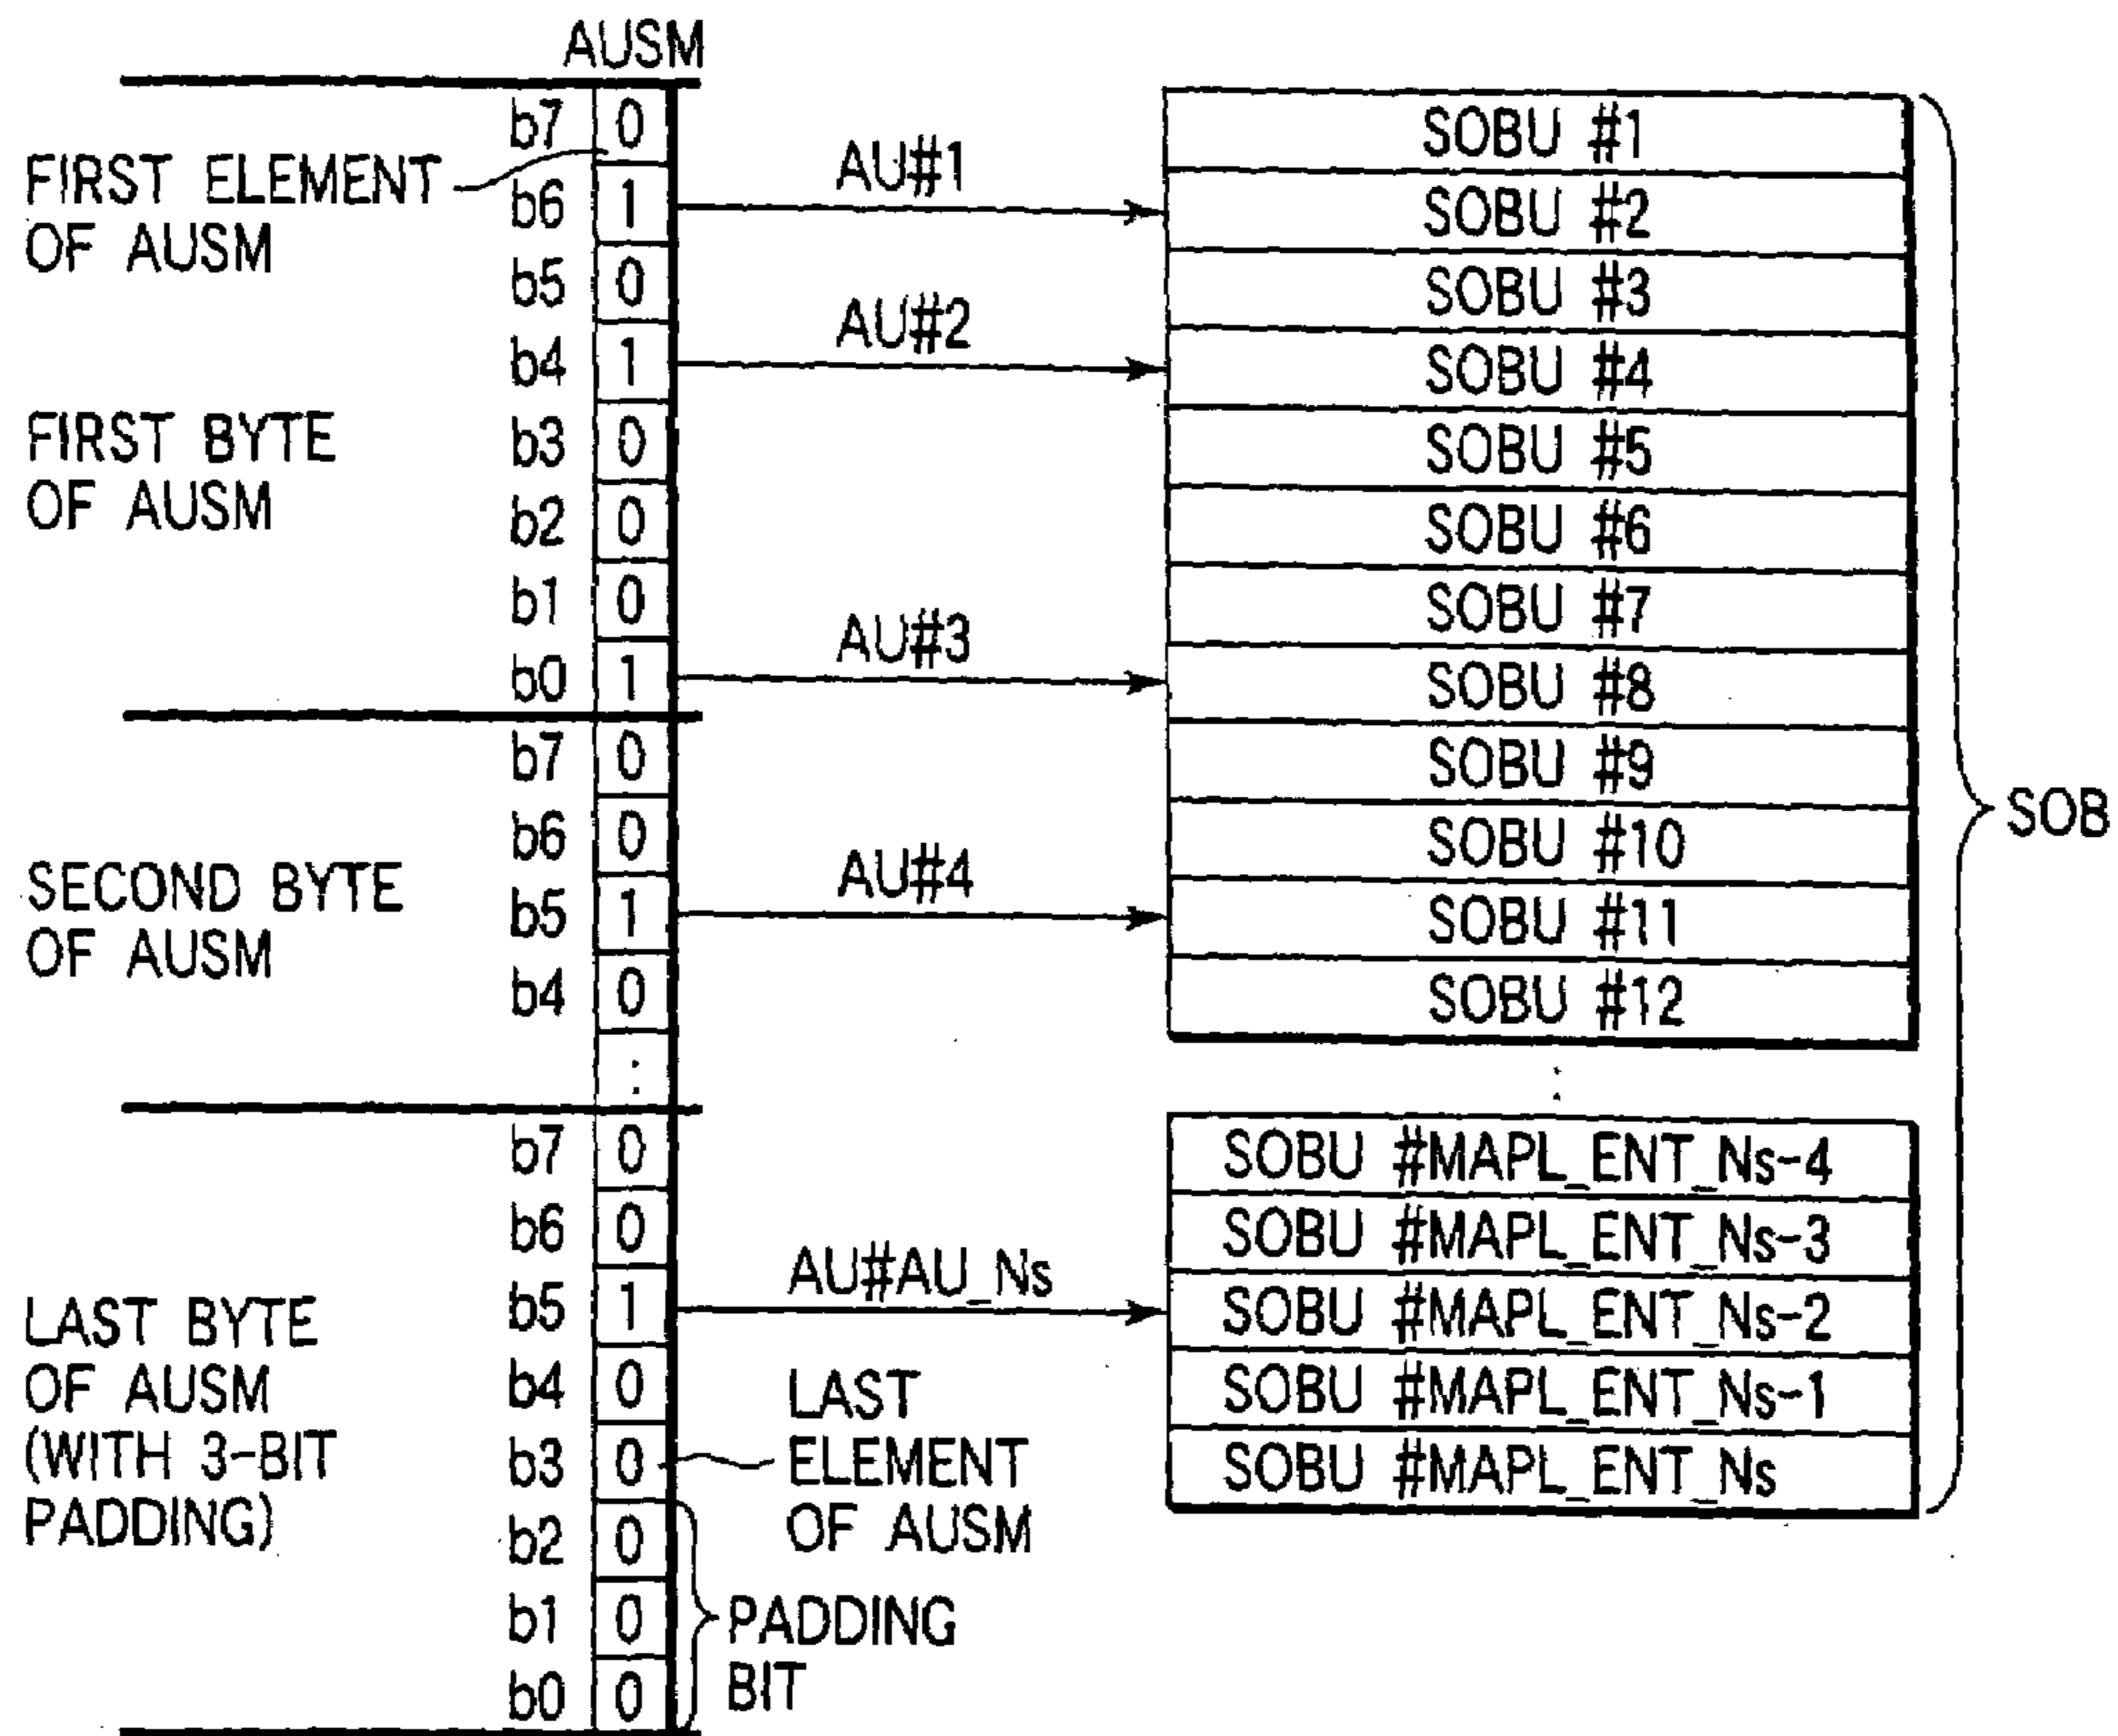 AUSM
b7 0
FIRST ELEMENT
OF AUSM
b6 1
AU#1
b5 0
b4 1
AU#2
FIRST BYTE
OF AUSM
b3 0
b2 0
b1 0
b0 1
AU#3
b7 0
b6 0
SECOND BYTE
OF AUSM
b5 1
AU#4
b4 0
:
b7 0
b6 0
b5 1
AU#AU_Ns
LAST BYTE
OF AUSM
(WITH 3-BIT
PADDING)
b4 0
b3 0
LAST
ELEMENT
OF AUSM
b2 0
b1 0
b0 0
PADDING
BIT
SOBU #1
SOBU #2
SOBU #3
SOBU #4
SOBU #5
SOBU #6
SOBU #7
SOBU #8
SOBU #9
SOBU #10
SOBU #11
SOBU #12
:
SOBU #MAPL_ENT_Ns-4
SOBU #MAPL_ENT_Ns-3
SOBU #MAPL_ENT_Ns-2
SOBU #MAPL_ENT_Ns-1
SOBU #MAPL_ENT_Ns
SOB